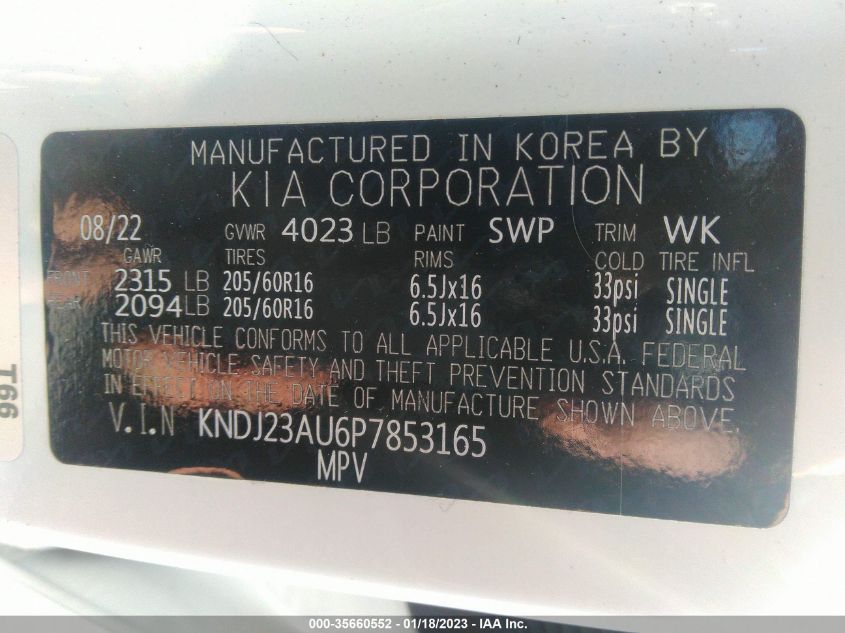 MANUFACTURED IN KOREA BY
KIA CORPORATION
08/22 GVWR 4023 LB PAINT SWP TRIM WK
GAWR TIRES RIMS COLD TIRE INFL
FRONT 2315 LB 205/60R16 6.5Jx16 33psi SINGLE
REAR 2094 LB 205/60R16 6.5Jx16 33psi SINGLE
THIS VEHICLE CONFORMS TO ALL APPLICABLE U.S.A. FEDERAL
MOTOR VEHICLE SAFETY AND THEFT PREVENTION STANDARDS
IN EFFECT ON THE DATE OF MANUFACTURE SHOWN ABOVE.
V.I.N KNDJ23AU6P7853165
MPV
T66
000-35660552 - 01/18/2023 - IAA Inc.